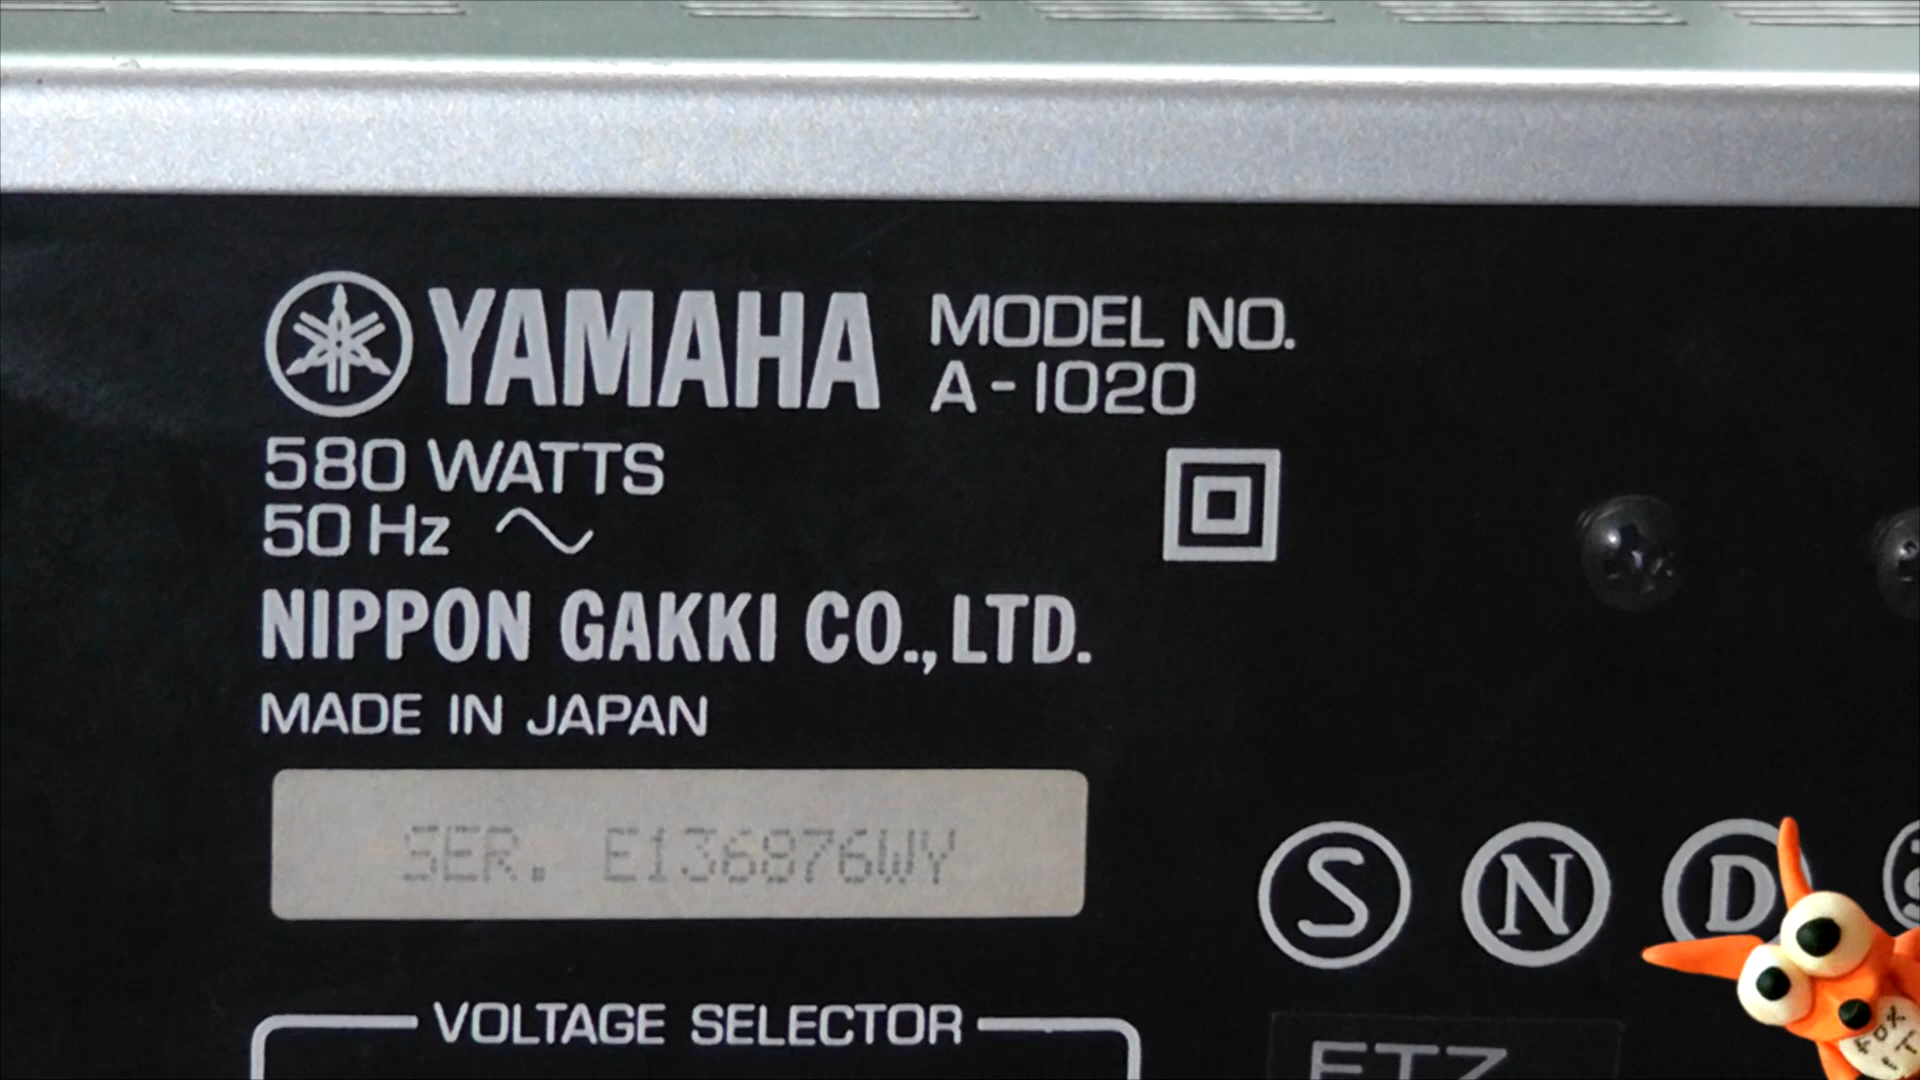 YAMAHA
MODEL NO.
A-1020
580 WATTS
50 Hz
NIPPON GAKKI CO., LTD.
MADE IN JAPAN
SER. E136876WY
S N D
VOLTAGE SELECTOR
FTZ